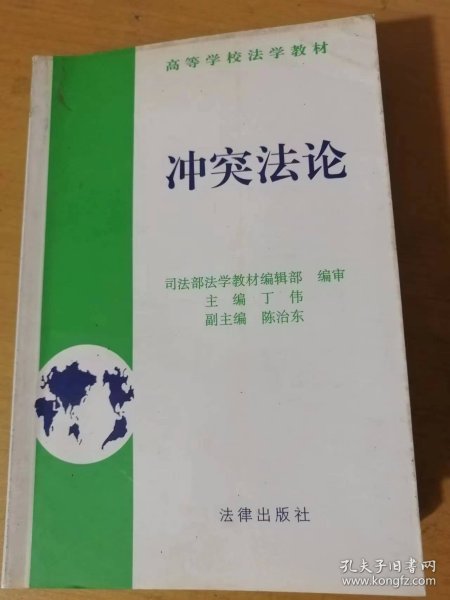 高等学校法学教材
冲突法论
司法部法学教材编辑部 编审
主 编 丁 伟
副主编 陈治东
法律出版社
孔夫子旧书网
www.kongfz.com